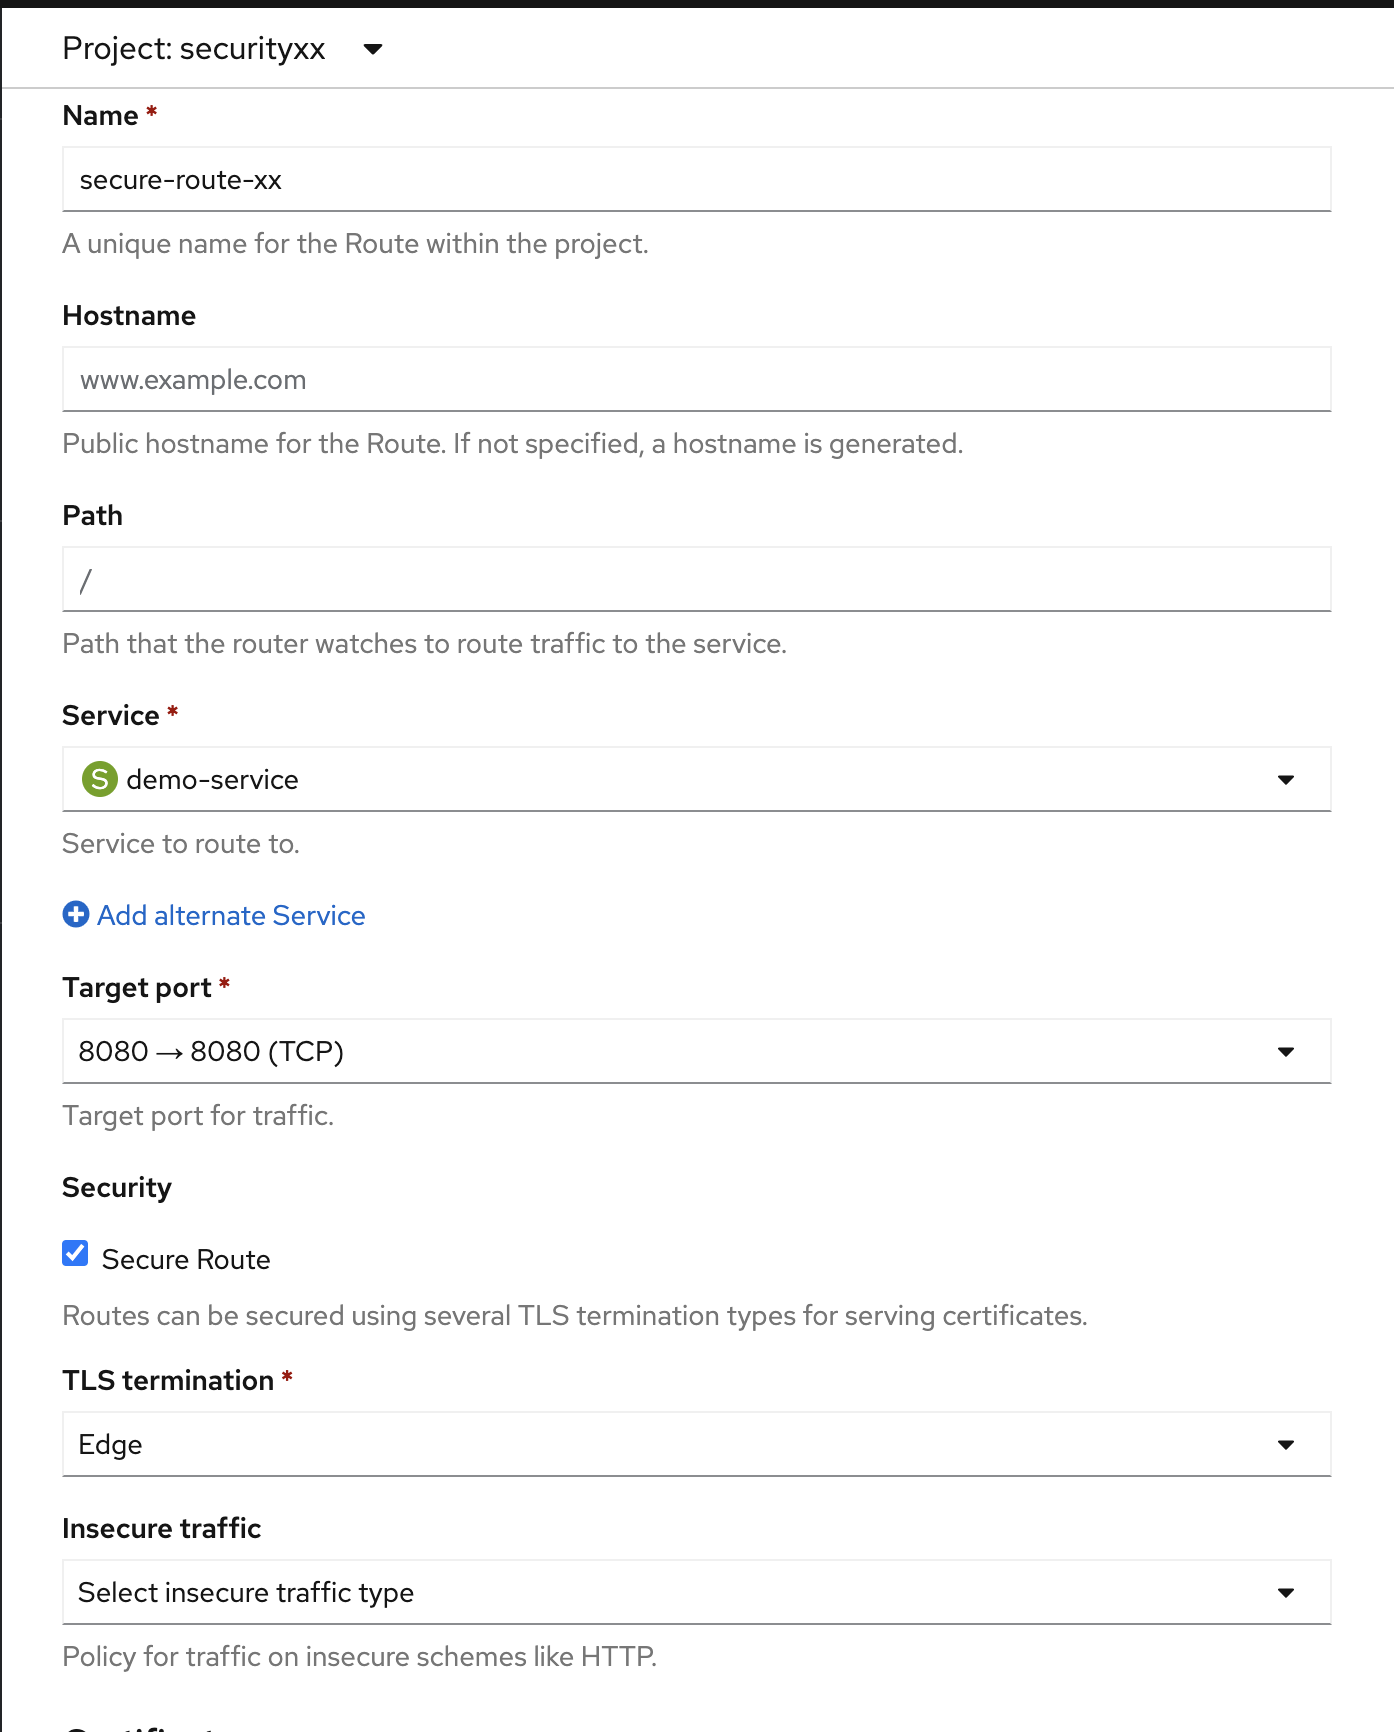 Project: securityxx
Name *
secure-route-xx
A unique name for the Route within the project.
Hostname
www.example.com
Public hostname for the Route. If not specified, a hostname is generated.
Path
/
Path that the router watches to route traffic to the service.
Service *
S demo-service
Service to route to.
Add alternate Service
Target port *
8080 → 8080 (TCP)
Target port for traffic.
Security
Secure Route
Routes can be secured using several TLS termination types for serving certificates.
TLS termination *
Edge
Insecure traffic
Select insecure traffic type
Policy for traffic on insecure schemes like HTTP.